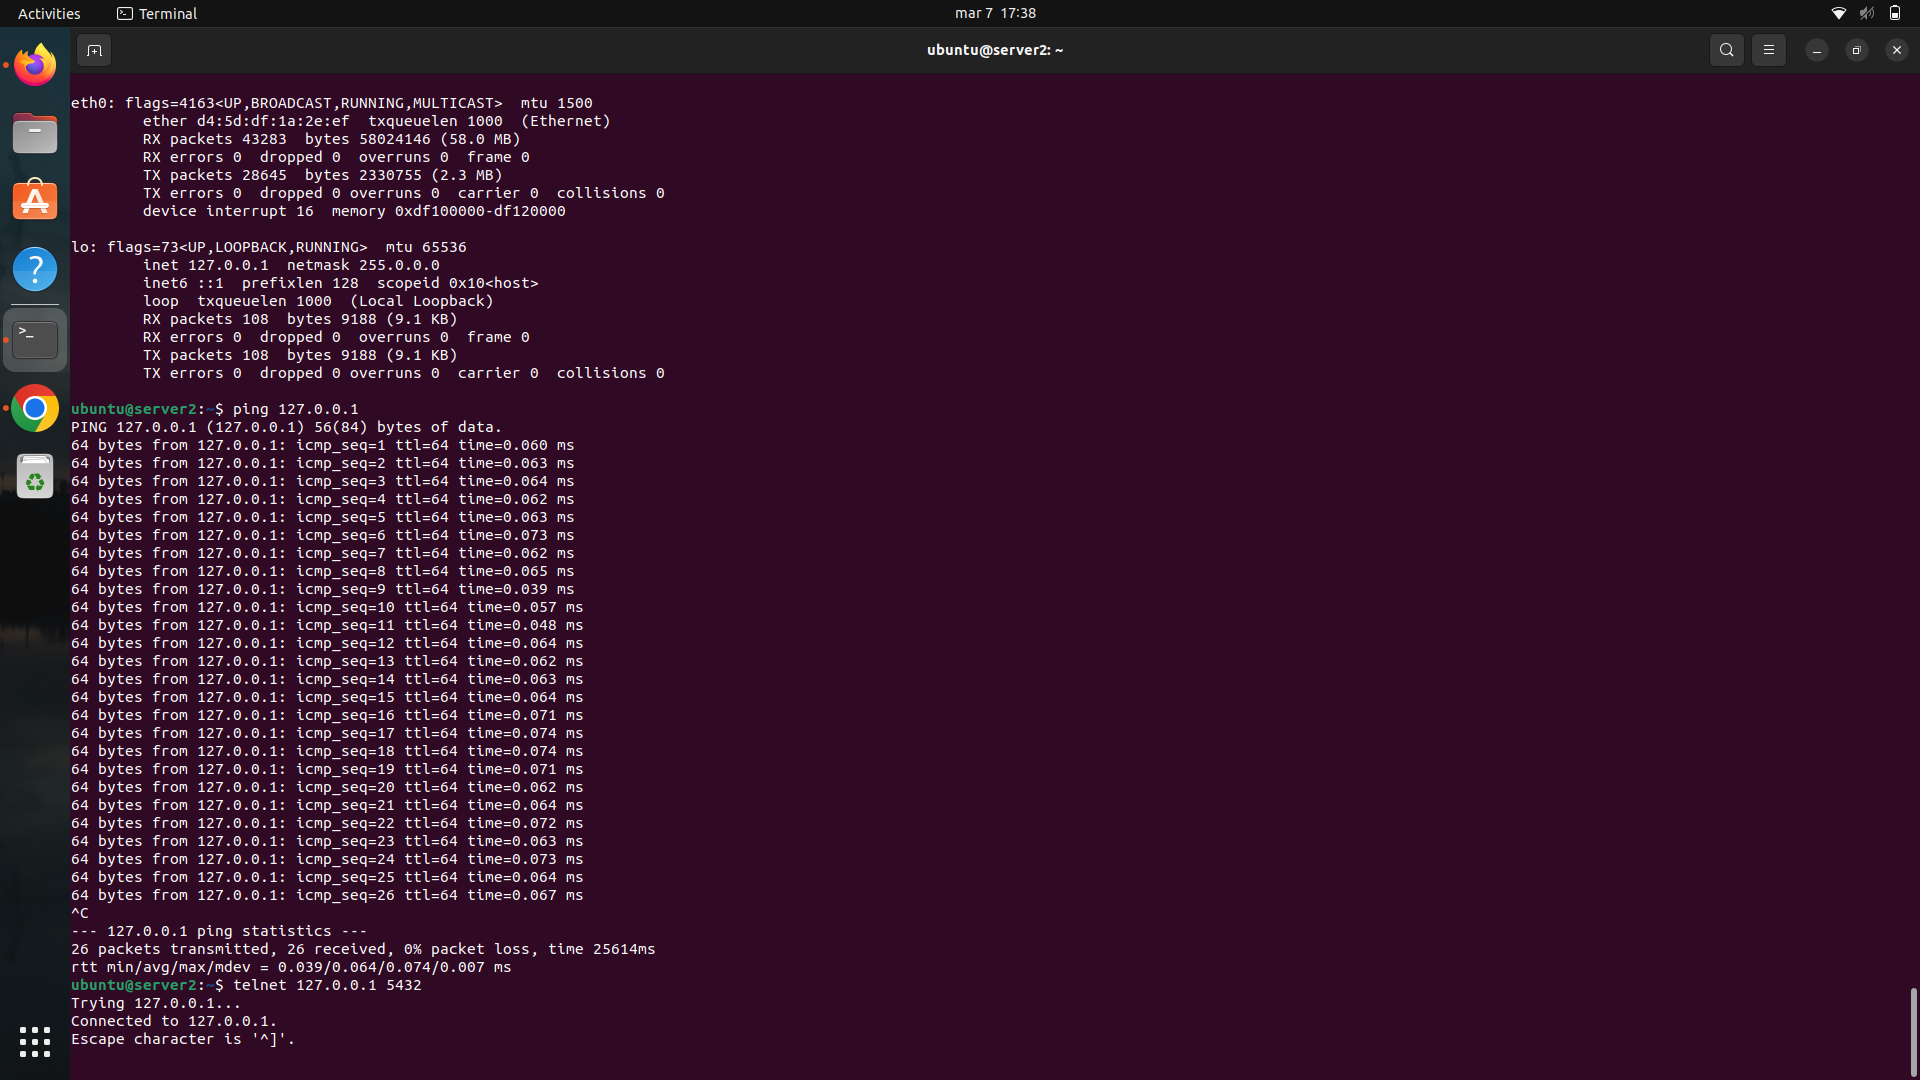 Activities
Terminal
mar 7 17:38
ubuntu@server2: ~
eth0: flags=4163<UP,BROADCAST,RUNNING,MULTICAST>  mtu 1500
        ether d4:5d:df:1a:2e:ef  txqueuelen 1000  (Ethernet)
        RX packets 43283  bytes 58024146 (58.0 MB)
        RX errors 0  dropped 0  overruns 0  frame 0
        TX packets 28645  bytes 2330755 (2.3 MB)
        TX errors 0  dropped 0 overruns 0  carrier 0  collisions 0
        device interrupt 16  memory 0xdf100000-df120000
lo: flags=73<UP,LOOPBACK,RUNNING>  mtu 65536
        inet 127.0.0.1  netmask 255.0.0.0
        inet6 ::1  prefixlen 128  scopeid 0x10<host>
        loop  txqueuelen 1000  (Local Loopback)
        RX packets 108  bytes 9188 (9.1 KB)
        RX errors 0  dropped 0  overruns 0  frame 0
        TX packets 108  bytes 9188 (9.1 KB)
        TX errors 0  dropped 0 overruns 0  carrier 0  collisions 0
ubuntu@server2:~$ ping 127.0.0.1
PING 127.0.0.1 (127.0.0.1) 56(84) bytes of data.
64 bytes from 127.0.0.1: icmp_seq=1 ttl=64 time=0.060 ms
64 bytes from 127.0.0.1: icmp_seq=2 ttl=64 time=0.063 ms
64 bytes from 127.0.0.1: icmp_seq=3 ttl=64 time=0.064 ms
64 bytes from 127.0.0.1: icmp_seq=4 ttl=64 time=0.062 ms
64 bytes from 127.0.0.1: icmp_seq=5 ttl=64 time=0.063 ms
64 bytes from 127.0.0.1: icmp_seq=6 ttl=64 time=0.073 ms
64 bytes from 127.0.0.1: icmp_seq=7 ttl=64 time=0.062 ms
64 bytes from 127.0.0.1: icmp_seq=8 ttl=64 time=0.065 ms
64 bytes from 127.0.0.1: icmp_seq=9 ttl=64 time=0.039 ms
64 bytes from 127.0.0.1: icmp_seq=10 ttl=64 time=0.057 ms
64 bytes from 127.0.0.1: icmp_seq=11 ttl=64 time=0.048 ms
64 bytes from 127.0.0.1: icmp_seq=12 ttl=64 time=0.064 ms
64 bytes from 127.0.0.1: icmp_seq=13 ttl=64 time=0.062 ms
64 bytes from 127.0.0.1: icmp_seq=14 ttl=64 time=0.063 ms
64 bytes from 127.0.0.1: icmp_seq=15 ttl=64 time=0.064 ms
64 bytes from 127.0.0.1: icmp_seq=16 ttl=64 time=0.071 ms
64 bytes from 127.0.0.1: icmp_seq=17 ttl=64 time=0.074 ms
64 bytes from 127.0.0.1: icmp_seq=18 ttl=64 time=0.074 ms
64 bytes from 127.0.0.1: icmp_seq=19 ttl=64 time=0.071 ms
64 bytes from 127.0.0.1: icmp_seq=20 ttl=64 time=0.062 ms
64 bytes from 127.0.0.1: icmp_seq=21 ttl=64 time=0.064 ms
64 bytes from 127.0.0.1: icmp_seq=22 ttl=64 time=0.072 ms
64 bytes from 127.0.0.1: icmp_seq=23 ttl=64 time=0.063 ms
64 bytes from 127.0.0.1: icmp_seq=24 ttl=64 time=0.073 ms
64 bytes from 127.0.0.1: icmp_seq=25 ttl=64 time=0.064 ms
64 bytes from 127.0.0.1: icmp_seq=26 ttl=64 time=0.067 ms
^C
--- 127.0.0.1 ping statistics ---
26 packets transmitted, 26 received, 0% packet loss, time 25614ms
rtt min/avg/max/mdev = 0.039/0.064/0.074/0.007 ms
ubuntu@server2:~$ telnet 127.0.0.1 5432
Trying 127.0.0.1...
Connected to 127.0.0.1.
Escape character is '^]'.